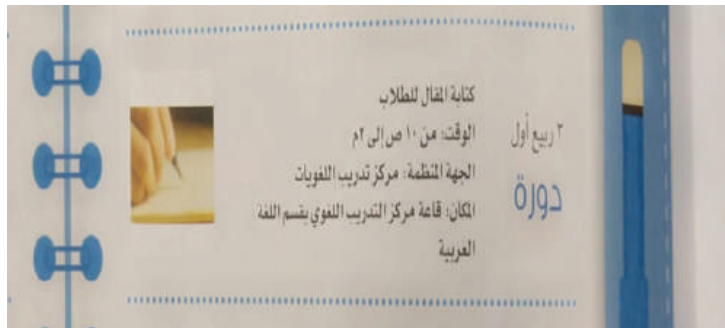 ٢ ربيع أول
دورة
كتابة المقال للطلاب
الوقت: من ١٠ ص إلى ٢م
الجهة المنظمة: مركز تدريب اللغويات
المكان: قاعة مركز التدريب اللغوي بقسم اللغة
العربية